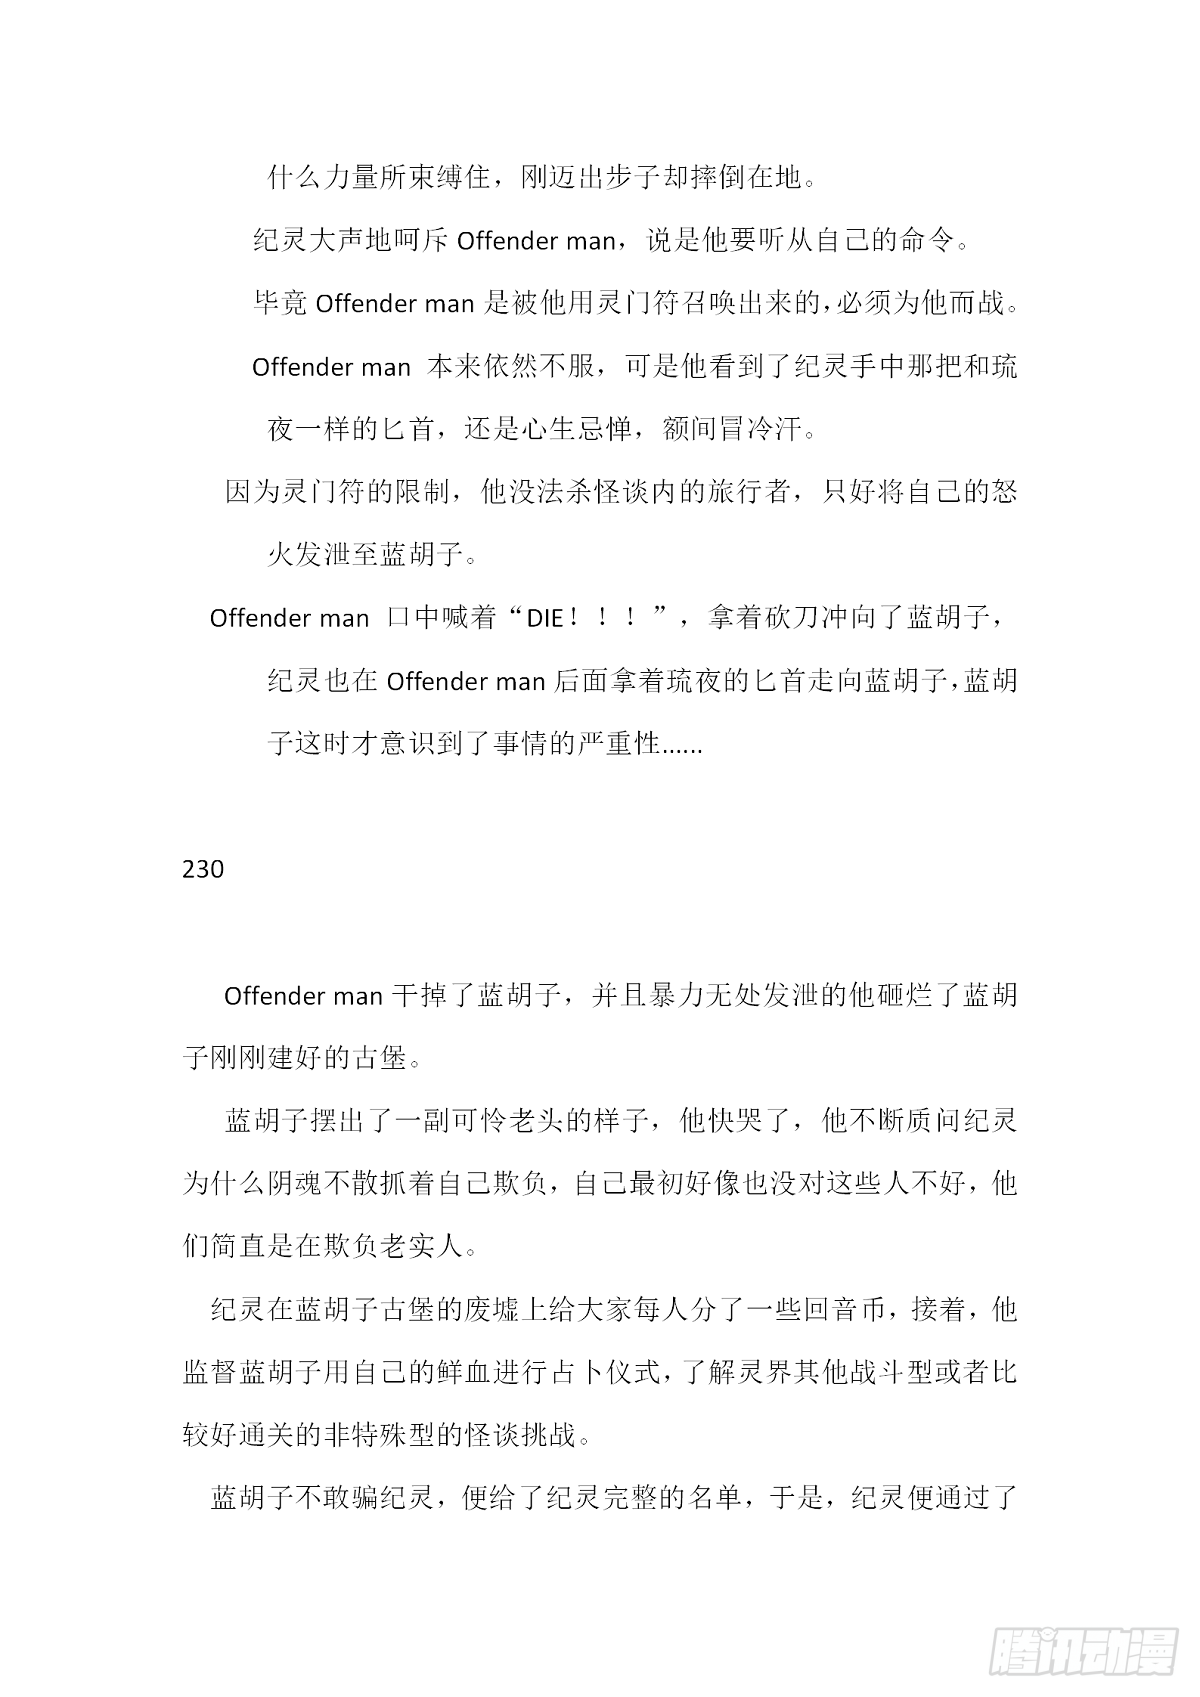 什么力量所束缚住，刚迈出步子却摔倒在地。
纪灵大声地呵斥 Offender man，说是他要听从自己的命令。
毕竟 Offender man 是被他用灵门符召唤出来的，必须为他而战。
Offender man 本来依然不服，可是他看到了纪灵手中那把和琉
夜一样的匕首，还是心生忌惮，额间冒冷汗。
因为灵门符的限制，他没法杀怪谈内的旅行者，只好将自己的怒
火发泄至蓝胡子。
Offender man 口中喊着“DIE！！！”，拿着砍刀冲向了蓝胡子，
纪灵也在 Offender man 后面拿着琉夜的匕首走向蓝胡子，蓝胡
子这时才意识到了事情的严重性......
230
Offender man 干掉了蓝胡子，并且暴力无处发泄的他砸烂了蓝胡
子刚刚建好的古堡。
蓝胡子摆出了一副可怜老头的样子，他快哭了，他不断质问纪灵
为什么阴魂不散抓着自己欺负，自己最初好像也没对这些人不好，他
们简直是在欺负老实人。
纪灵在蓝胡子古堡的废墟上给大家每人分了一些回音币，接着，他
监督蓝胡子用自己的鲜血进行占卜仪式，了解灵界其他战斗型或者比
较好通关的非特殊型的怪谈挑战。
蓝胡子不敢骗纪灵，便给了纪灵完整的名单，于是，纪灵便通过了
腾讯动漫